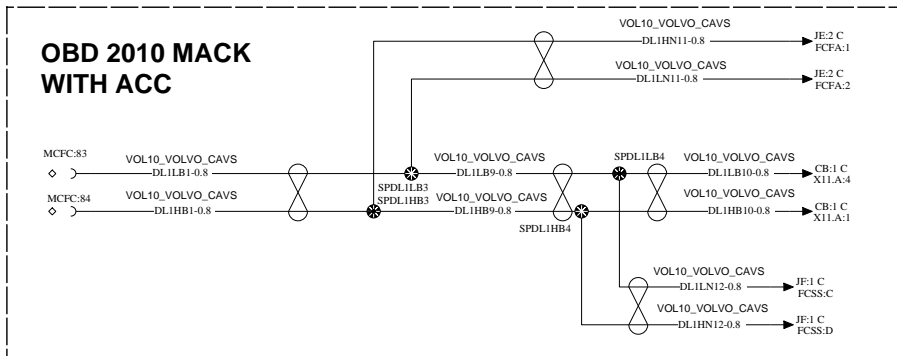 OBD 2010 MACK
WITH ACC
VOL10_VOLVO_CAVS
DL1HN11-0.8
JE:2 C
FCFA:1
VOL10_VOLVO_CAVS
DL1LN11-0.8
JE:2 C
FCFA:2
MCFC:83
VOL10_VOLVO_CAVS
DL1LB1-0.8
SPDL1LB3
VOL10_VOLVO_CAVS
DL1LB9-0.8
SPDL1LB4
VOL10_VOLVO_CAVS
DL1LB10-0.8
CB:1 C
X11.A:4
MCFC:84
VOL10_VOLVO_CAVS
DL1HB1-0.8
SPDL1HB3
VOL10_VOLVO_CAVS
DL1HB9-0.8
SPDL1HB4
VOL10_VOLVO_CAVS
DL1HB10-0.8
CB:1 C
X11.A:1
VOL10_VOLVO_CAVS
DL1LN12-0.8
JF:1 C
FCSS:C
VOL10_VOLVO_CAVS
DL1HN12-0.8
JF:1 C
FCSS:D